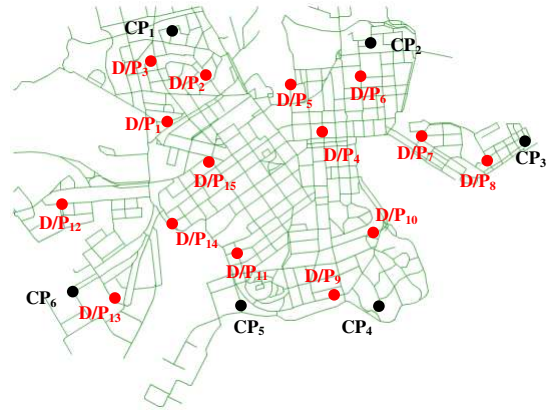 CP₁
CP₂
D/P₃
D/P₂
D/P₅
D/P₆
D/P₁
D/P₄
D/P₇
CP₃
D/P₈
D/P₁₅
D/P₁₂
D/P₁₀
D/P₁₄
D/P₁₁
D/P₉
CP₆
D/P₁₃
CP₅
CP₄